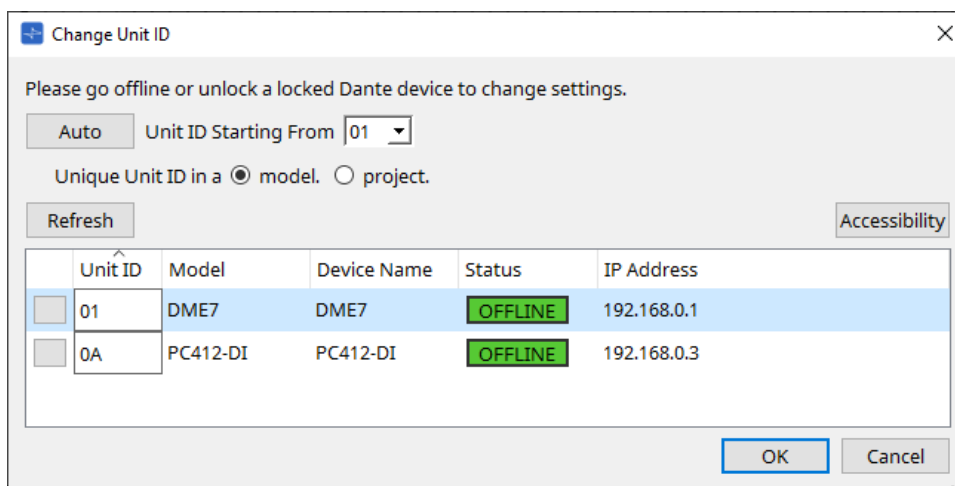 Change Unit ID
Please go offline or unlock a locked Dante device to change settings.
Auto Unit ID Starting From 01
Unique Unit ID in a model. project.
Refresh Accessibility
Unit ID Model Device Name Status IP Address
01 DME7 DME7 OFFLINE 192.168.0.1
0A PC412-DI PC412-DI OFFLINE 192.168.0.3
OK Cancel